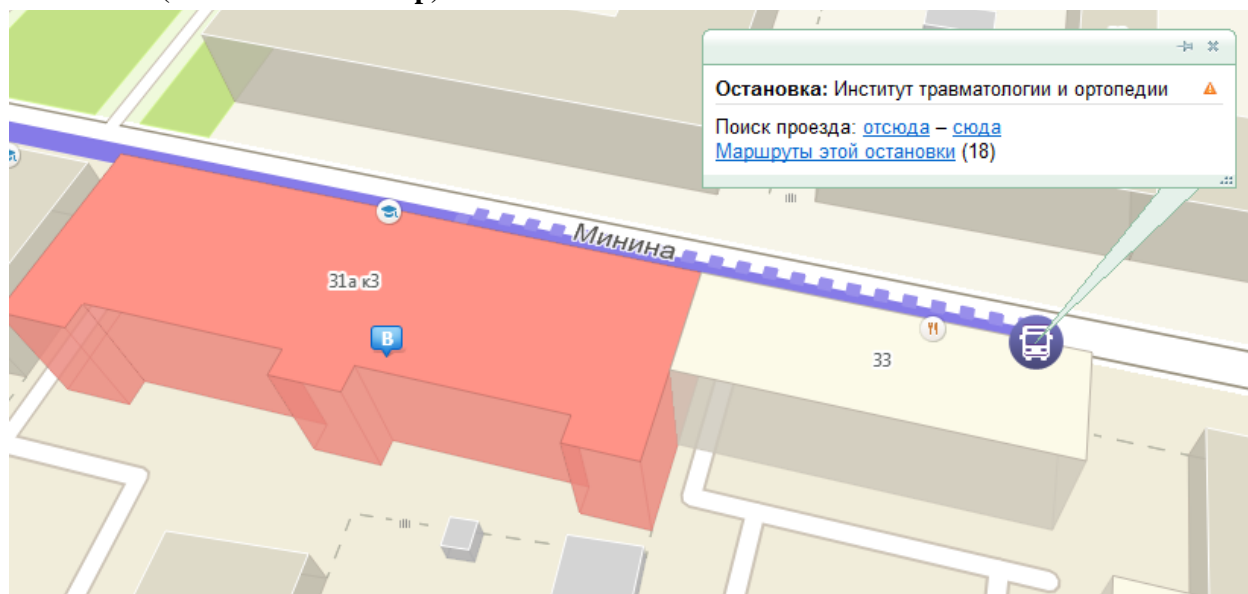 Остановка: Институт травматологии и ортопедии
Поиск проезда: отсюда – сюда
Маршруты этой остановки (18)
Минина
31а к3
В
33